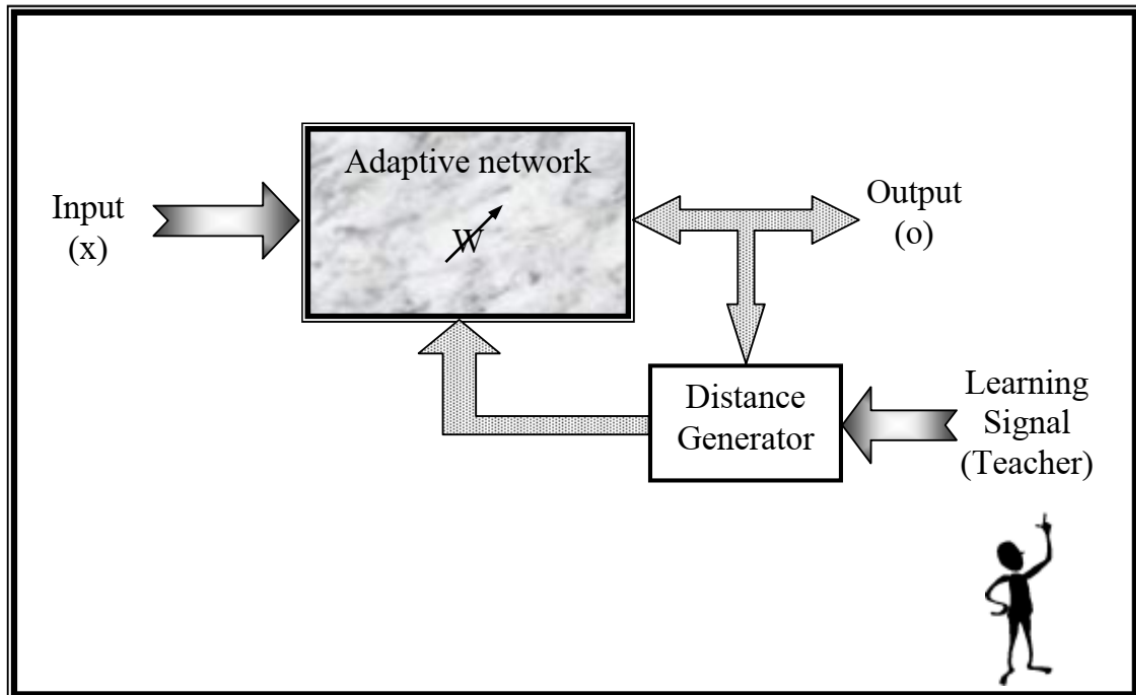 Adaptive network
W
Input
(x)
Output
(o)
Distance
Generator
Learning
Signal
(Teacher)